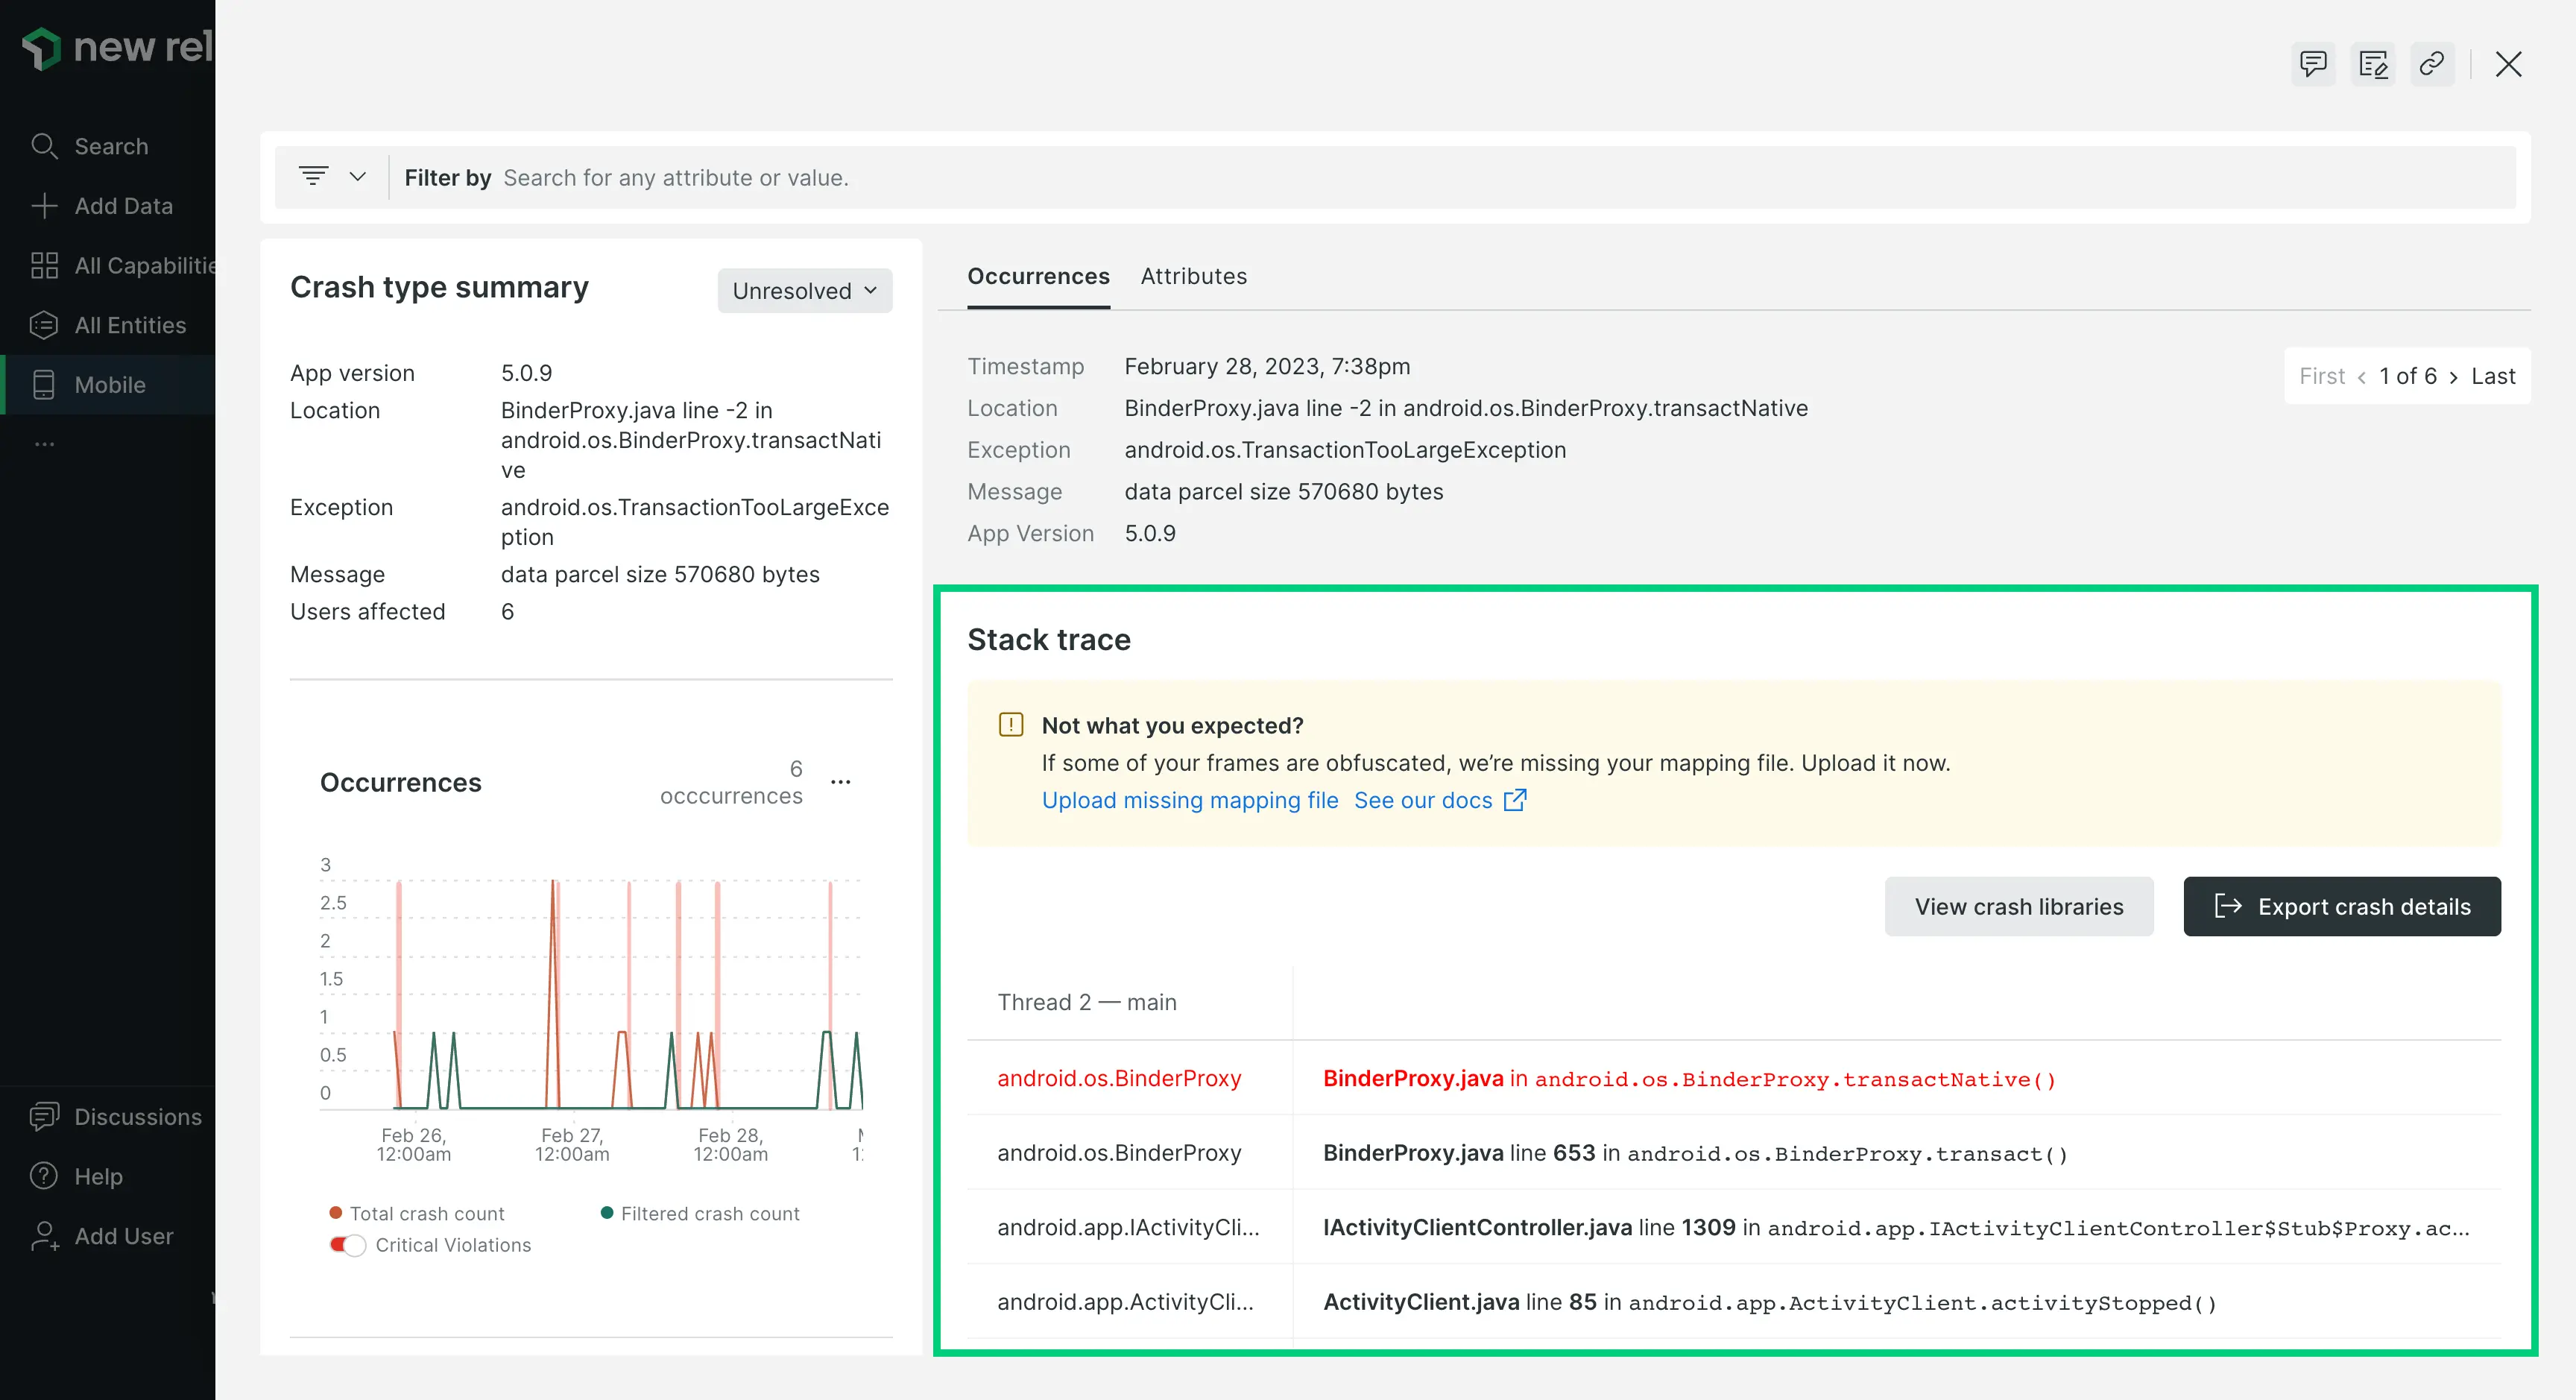 new rel
Search
Add Data
All Capabilitie
All Entities
Mobile
...
Discussions
Help
Add User
Filter by Search for any attribute or value.
Crash type summary
Unresolved
App version 5.0.9
Location BinderProxy.java line -2 in
android.os.BinderProxy.transactNati
ve
Exception android.os.TransactionTooLargeExce
ption
Message data parcel size 570680 bytes
Users affected 6
Occurrences
6
occcurrences
...
3
2.5
2
1.5
1
0.5
0
Feb 26,
12:00am
Feb 27,
12:00am
Feb 28,
12:00am
Total crash count
Filtered crash count
Critical Violations
Occurrences Attributes
Timestamp February 28, 2023, 7:38pm
Location BinderProxy.java line -2 in android.os.BinderProxy.transactNative
Exception android.os.TransactionTooLargeException
Message data parcel size 570680 bytes
App Version 5.0.9
First < 1 of 6 > Last
Stack trace
Not what you expected?
If some of your frames are obfuscated, we’re missing your mapping file. Upload it now.
Upload missing mapping file See our docs
View crash libraries
Export crash details
Thread 2 — main
android.os.BinderProxy BinderProxy.java in android.os.BinderProxy.transactNative()
android.os.BinderProxy BinderProxy.java line 653 in android.os.BinderProxy.transact()
android.app.IActivityCli... IActivityClientController.java line 1309 in android.app.IActivityClientController$Stub$Proxy.ac...
android.app.ActivityCli... ActivityClient.java line 85 in android.app.ActivityClient.activityStopped()